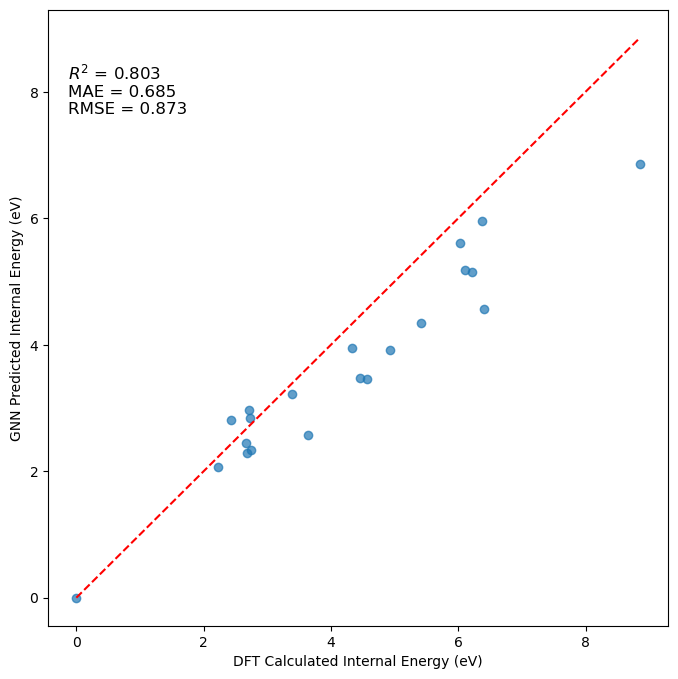 R² = 0.803
MAE = 0.685
RMSE = 0.873
8
6
4
2
0
GNN Predicted Internal Energy (eV)
0 2 4 6 8
DFT Calculated Internal Energy (eV)